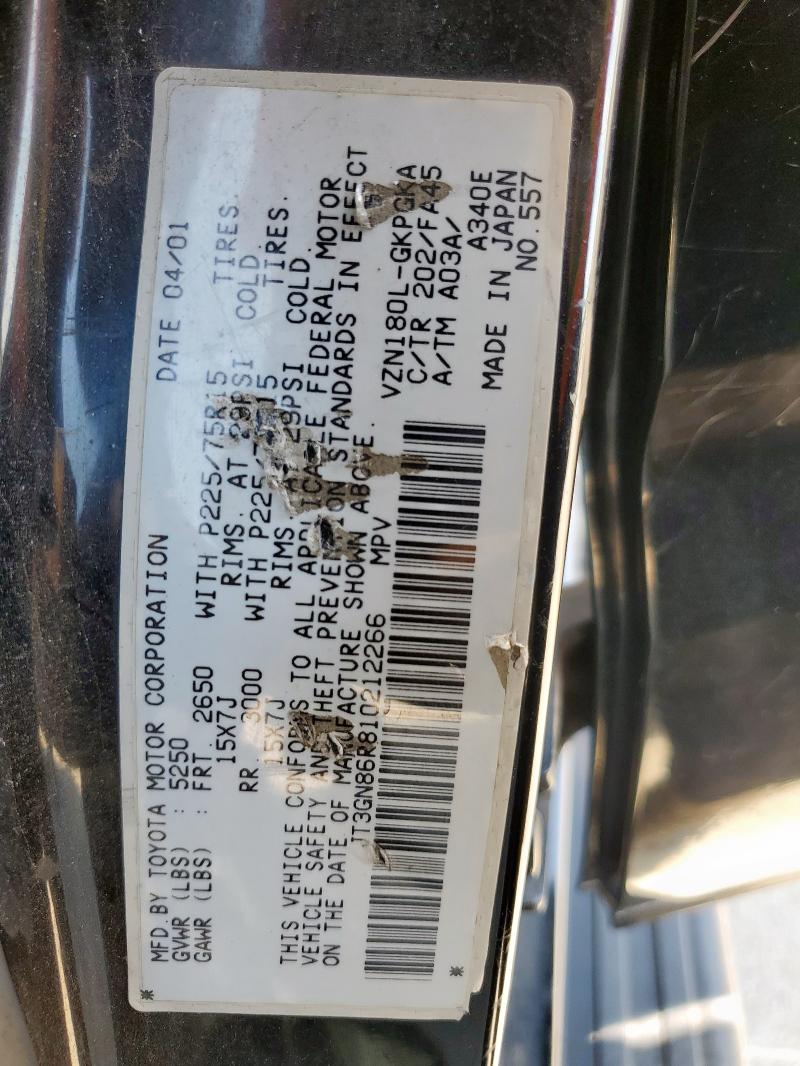 MFD. BY TOYOTA MOTOR CORPORATION DATE 04/01
GVWR (LBS) : 5250
GAWR (LBS) : FRT. 2650 WITH P225/75R15 TIRES.
15X7J RIMS. AT 29PSI COLD.
RR 3000 WITH P225 15 TIRES.
15X7J RIMS 29PSI COLD.
THIS VEHICLE CONFORMS TO ALL APPLICABLE FEDERAL MOTOR
VEHICLE SAFETY AND THEFT PREVENTION STANDARDS IN EFFECT
ON THE DATE OF MANUFACTURE SHOWN ABOVE.
JT3GN86R810212266 MPV VZN180L-GKPGKA
C/TR 202/FA45
A/TM A03A/
A340E
MADE IN JAPAN
NO. 557